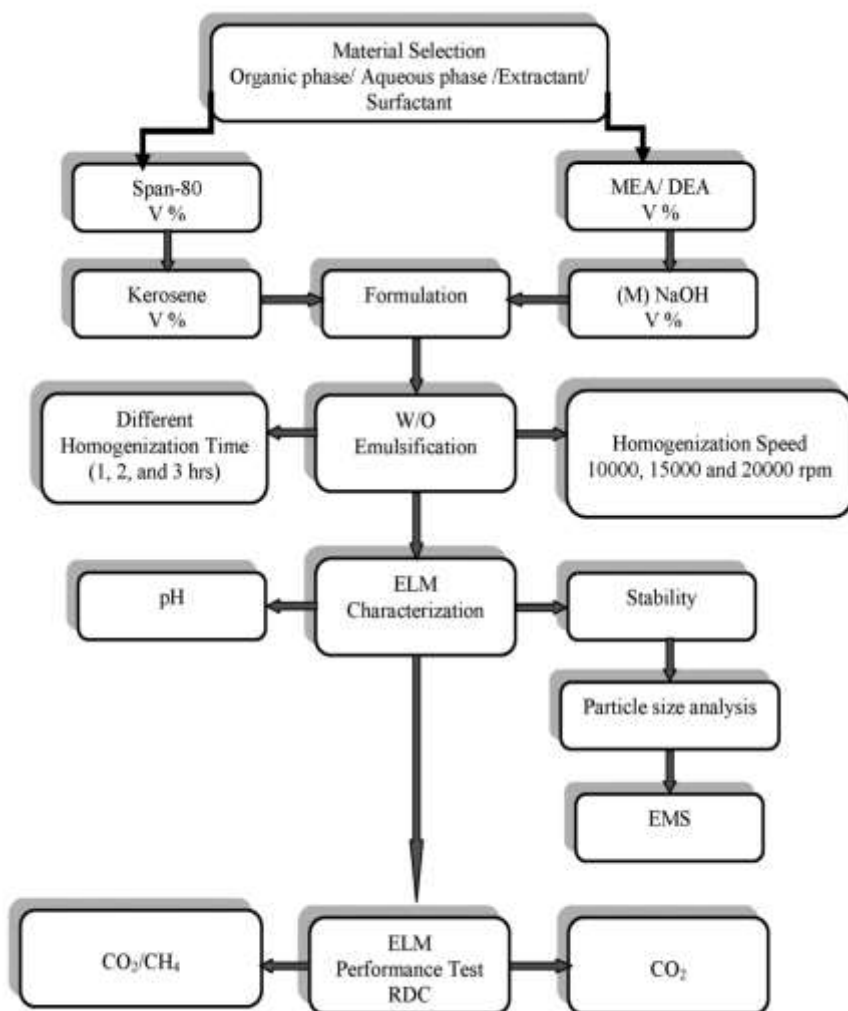 Material Selection
Organic phase/ Aqueous phase /Extractant/
Surfactant
Span-80
V %
MEA/ DEA
V %
Kerosene
V %
Formulation
(M) NaOH
V %
Different
Homogenization Time
(1, 2, and 3 hrs)
W/O
Emulsification
Homogenization Speed
10000, 15000 and 20000 rpm
pH
ELM
Characterization
Stability
Particle size analysis
EMS
CO₂/CH₄
ELM
Performance Test
RDC
CO₂